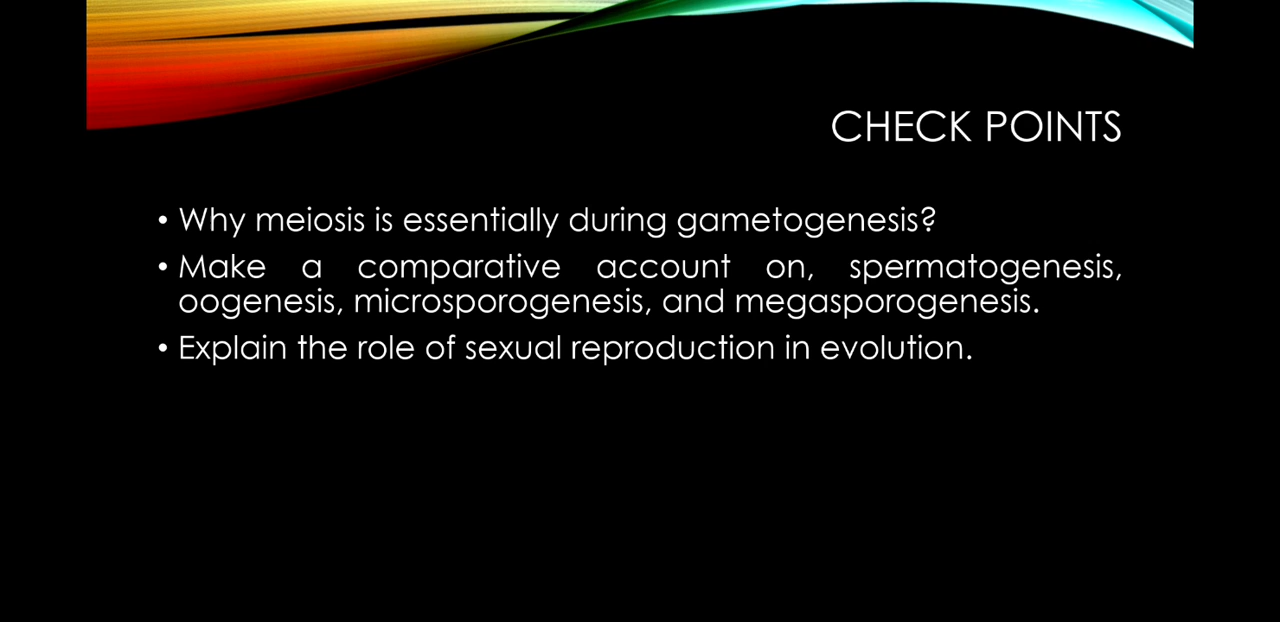 CHECK POINTS
• Why meiosis is essentially during gametogenesis?
• Make a comparative account on, spermatogenesis,
oogenesis, microsporogenesis, and megasporogenesis.
• Explain the role of sexual reproduction in evolution.